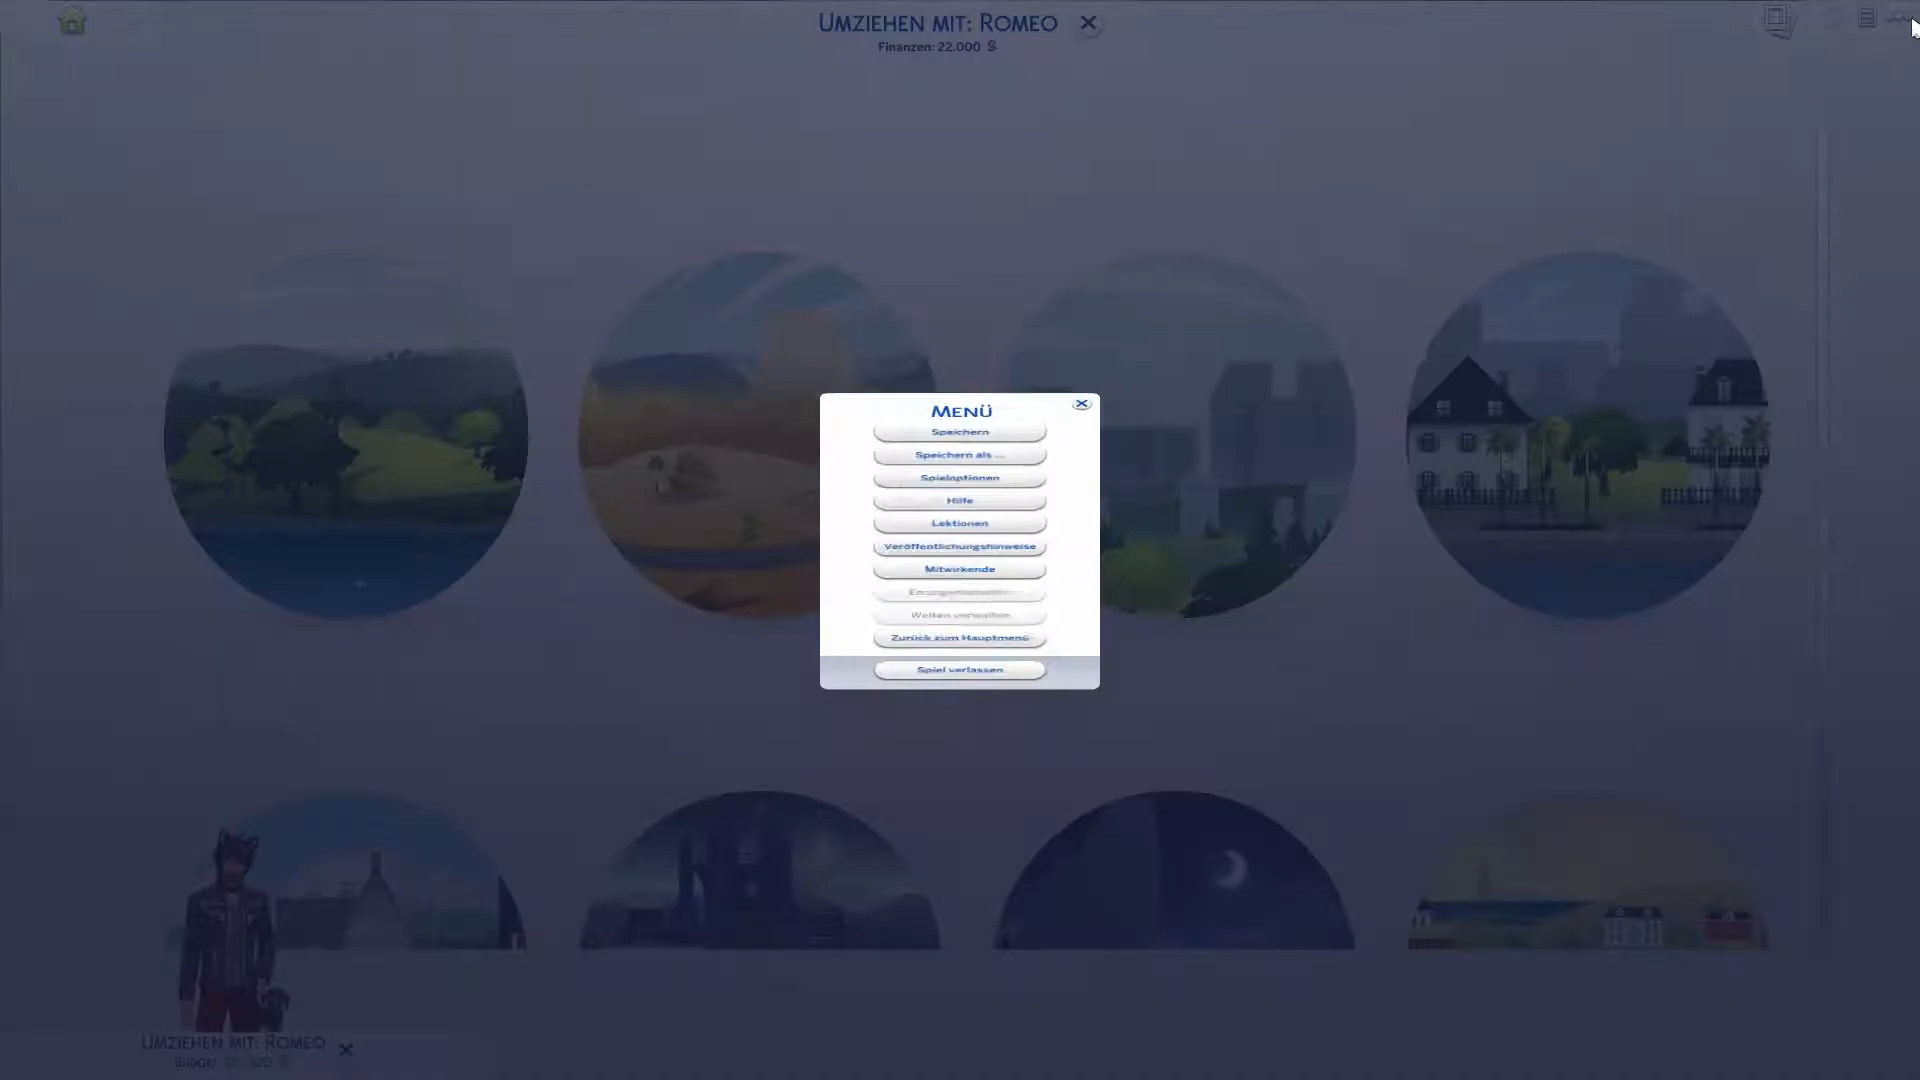 UMZIEHEN MIT: ROMEO
Finanzen: 22.000 $
MENÜ
Speichern
Speichern als ...
Spieloptionen
Hilfe
Lektionen
Veröffentlichungshinweise
Mitwirkende
Welten verwalten
Zurück zum Hauptmenü
Spiel verlassen
UMZIEHEN MIT: ROMEO
Budget: